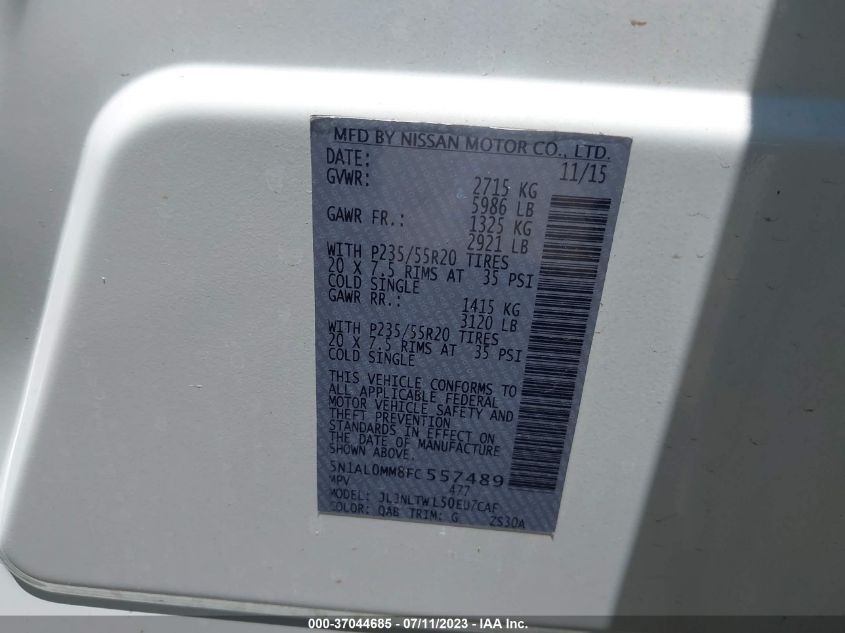 MFD BY NISSAN MOTOR CO., LTD.
DATE: 11/15
GVWR: 2715 KG
5986 LB
GAWR FR.: 1325 KG
2921 LB
WITH P235/55R20 TIRES
20 X 7.5 RIMS AT 35 PSI
COLD SINGLE
GAWR RR.: 1415 KG
3120 LB
WITH P235/55R20 TIRES
20 X 7.5 RIMS AT 35 PSI
COLD SINGLE
THIS VEHICLE CONFORMS TO
ALL APPLICABLE FEDERAL
MOTOR VEHICLE SAFETY AND
THEFT PREVENTION
STANDARDS IN EFFECT ON
THE DATE OF MANUFACTURE
SHOWN ABOVE.
5N1AL0MM8FC557489
MPV 477
MODEL: JL3NLTWL50EU7CAF
COLOR: QAB TRIM: G ZS30A
000-37044685 - 07/11/2023 - © IAA Inc.